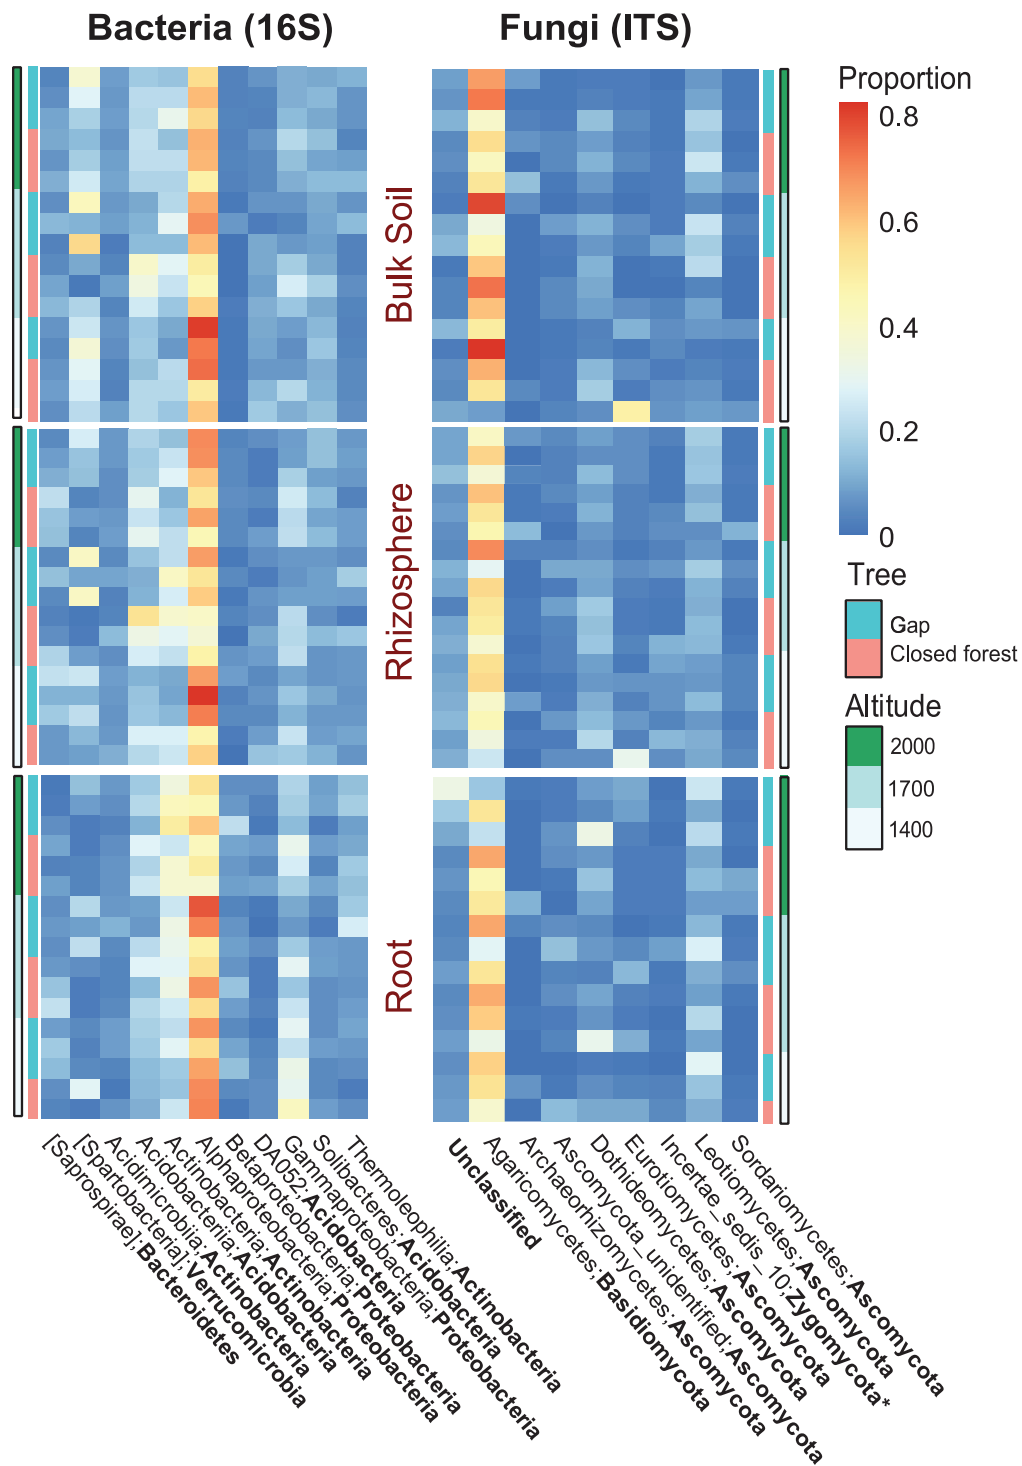 Bacteria (16S)
Fungi (ITS)
Proportion
0.8
0.6
0.4
0.2
0
Tree
Gap
Closed forest
Altitude
2000
1700
1400
Bulk Soil
Rhizosphere
Root
[Saprospirae];Bacteroidetes
[Spartobacteria];Verrucomicrobia
Acidimicrobiia;Actinobacteria
Acidobacteriia;Acidobacteria
Actinobacteria;Actinobacteria
Alphaproteobacteria;Proteobacteria
Betaproteobacteria;Proteobacteria
DA052;Acidobacteria
Gammaproteobacteria;Proteobacteria
Solibacteres;Acidobacteria
Thermoleophilia;Actinobacteria
Unclassified
Agaricomycetes;Basidiomycota
Archaeorhizomycetes;Ascomycota
Ascomycota_unidentified;Ascomycota
Dothideomycetes;Ascomycota
Eurotiomycetes;Ascomycota
Incertae_sedis_10;Zygomycota*
Leotiomycetes;Ascomycota
Sordariomycetes;Ascomycota